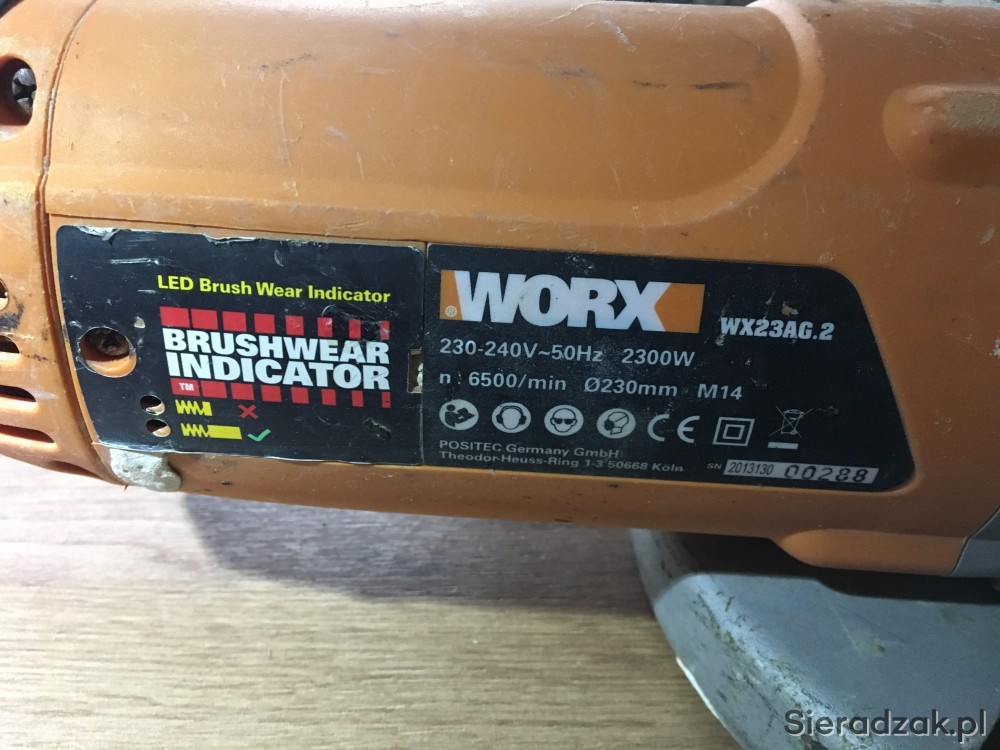 LED Brush Wear Indicator
BRUSHWEAR
INDICATOR
TM
® WORX
WX23AG.2
230-240V~50Hz 2300W
n : 6500/min Ø230mm M14
CE
POSITEC Germany GmbH
Theodor-Heuss-Ring 1-3 50668 Köln
SN 2013130 00288
Sieradzak.pl